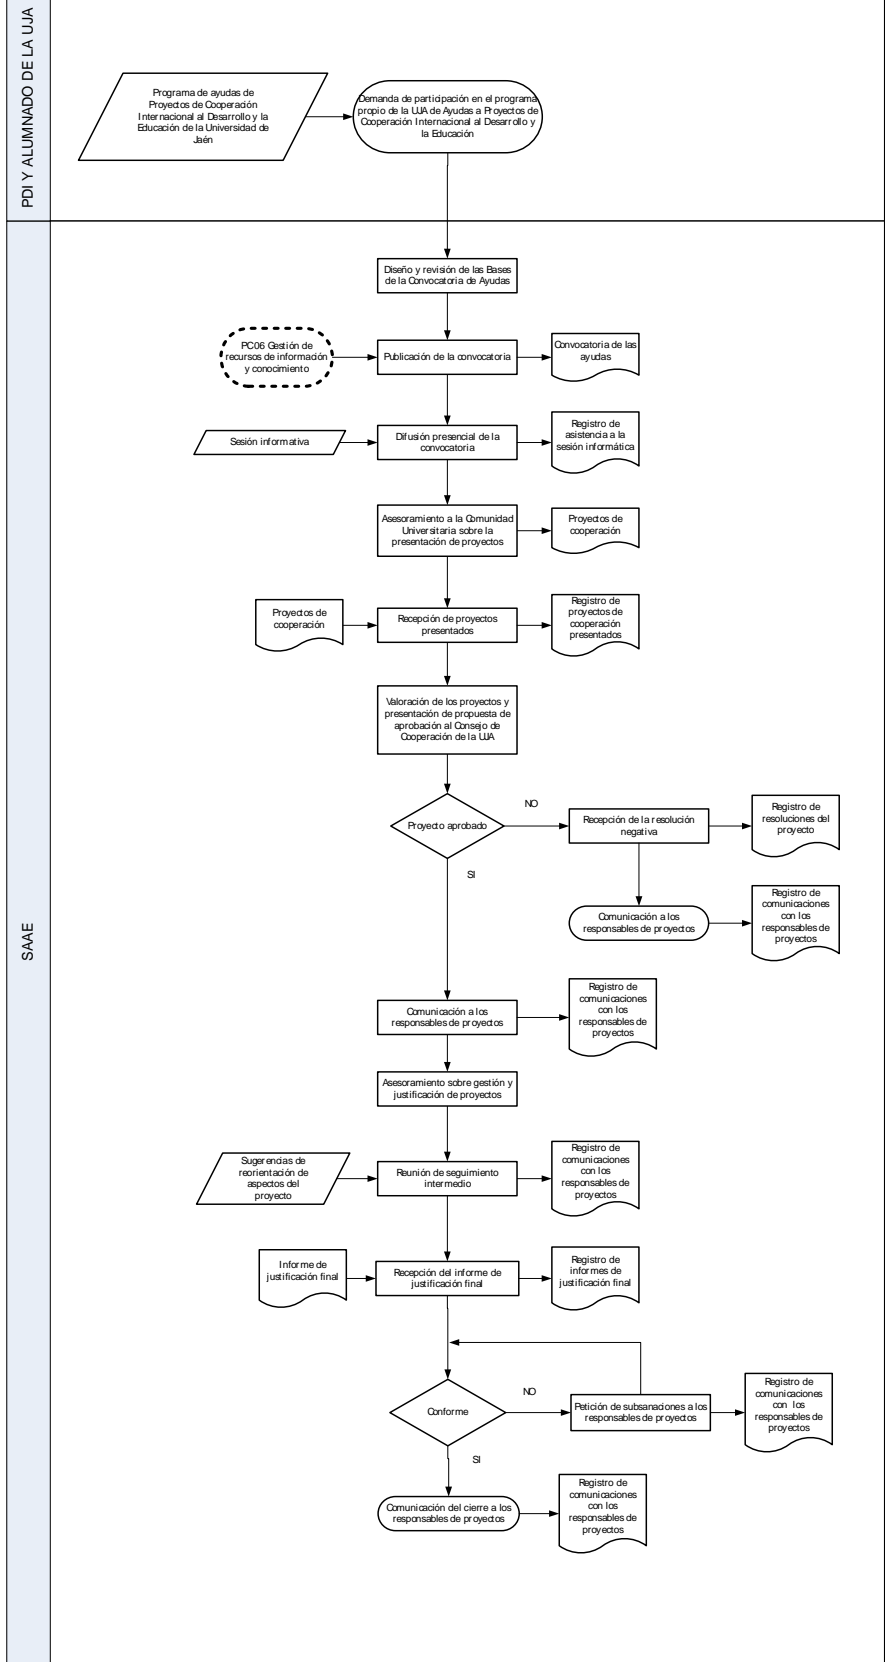 PDI Y ALUMNADO DE LA UJA
Programa de ayudas de
Proyectos de Cooperación
Internacional al Desarrollo y la
Educación de la Universidad de
Jaén
Demanda de participación en el programa
propio de la UJA de Ayudas a Proyectos de
Cooperación Internacional al Desarrollo y
la Educación
SAAE
Diseño y revisión de las Bases
de la Convocatoria de Ayudas
PC06 Gestión de
recursos de información
y conocimiento
Publicación de la convocatoria
Convocatoria de las
ayudas
Sesión informativa
Difusión presencial de la
convocatoria
Registro de
asistencia a la
sesión informática
Asesoramiento a la Comunidad
Universitaria sobre la
presentación de proyectos
Proyectos de
cooperación
Proyectos de
cooperación
Recepción de proyectos
presentados
Registro de
proyectos de
cooperación
presentados
Valoración de los proyectos y
presentación de propuesta de
aprobación al Consejo de
Cooperación de la UJA
Proyecto aprobado
NO
Recepción de la resolución
negativa
Registro de
resoluciones del
proyecto
SI
Comunicación a los
responsables de proyectos
Registro de
comunicaciones
con los
responsables de
proyectos
Comunicación a los
responsables de proyectos
Registro de
comunicaciones
con los
responsables de
proyectos
Asesoramiento sobre gestión y
justificación de proyectos
Sugerencias de
reorientación de
aspectos del
proyecto
Reunión de seguimiento
intermedio
Registro de
comunicaciones
con los
responsables de
proyectos
Informe de
justificación final
Recepción del informe de
justificación final
Registro de
informes de
justificación final
Conforme
NO
Petición de subsanaciones a los
responsables de proyectos
Registro de
comunicaciones
con los
responsables de
proyectos
SI
Comunicación del cierre a los
responsables de proyectos
Registro de
comunicaciones
con los
responsables de
proyectos